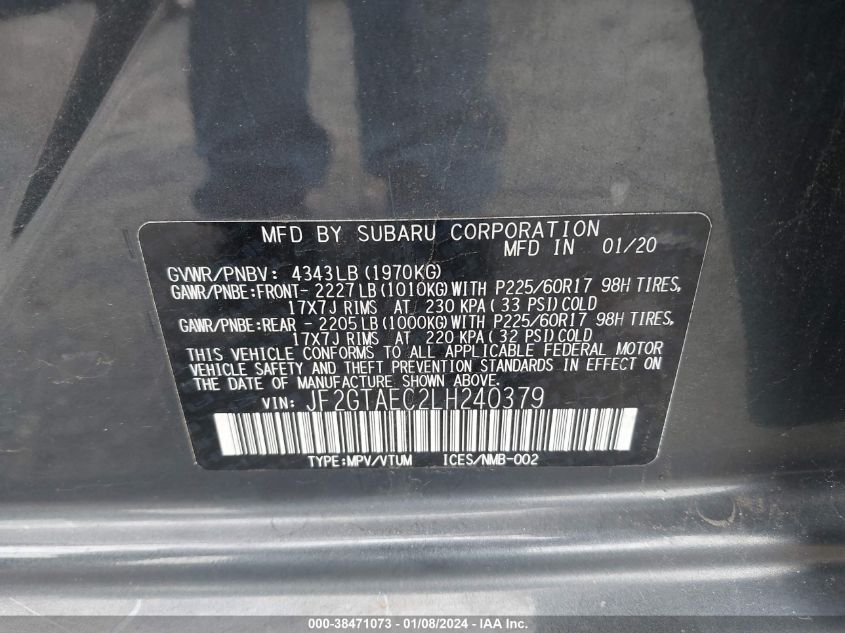 MFD BY SUBARU CORPORATION
MFD IN 01/20
GVWR/PNBV: 4343LB (1970KG)
GAWR/PNBE:FRONT- 2227 LB (1010KG) WITH P225/60R17 98H TIRES,
17X7J RIMS AT 230 KPA (33 PSI) COLD
GAWR/PNBE:REAR - 2205 LB (1000KG) WITH P225/60R17 98H TIRES,
17X7J RIMS AT 220 KPA (32 PSI) COLD
THIS VEHICLE CONFORMS TO ALL APPLICABLE FEDERAL MOTOR
VEHICLE SAFETY AND THEFT PREVENTION STANDARDS IN EFFECT ON
THE DATE OF MANUFACTURE SHOWN ABOVE.
VIN: JF2GTAEC2LH240379
TYPE:MPV/VTUM ICES/NMB-002
000-38471073 - 01/08/2024 - IAA Inc.